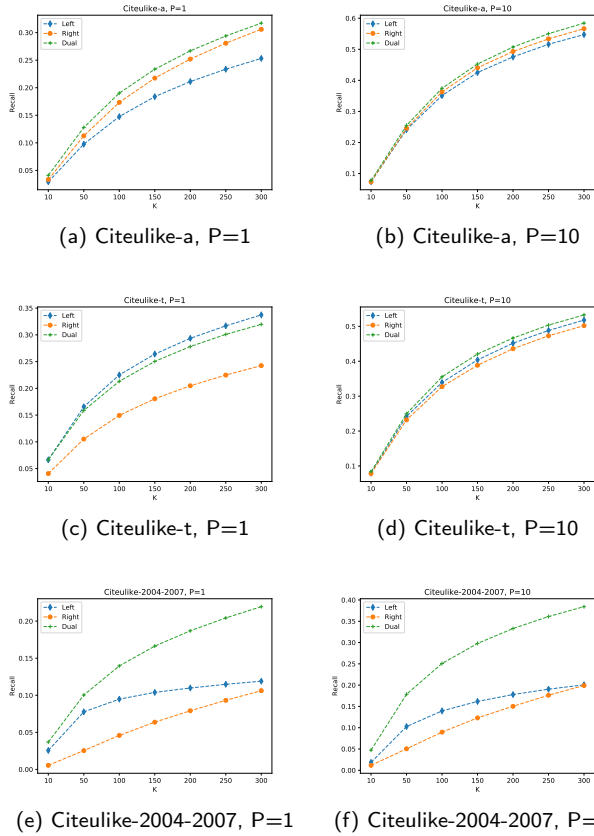 Citeulike-a, P=1
Left
Right
Dual
0.30
0.25
0.20
0.15
0.10
0.05
Recall
10 50 100 150 200 250 300
K
(a) Citeulike-a, P=1
Citeulike-a, P=10
Left
Right
Dual
0.6
0.5
0.4
0.3
0.2
0.1
Recall
10 50 100 150 200 250 300
K
(b) Citeulike-a, P=10
Citeulike-t, P=1
Left
Right
Dual
0.35
0.30
0.25
0.20
0.15
0.10
0.05
Recall
10 50 100 150 200 250 300
K
(c) Citeulike-t, P=1
Citeulike-t, P=10
Left
Right
Dual
0.5
0.4
0.3
0.2
0.1
Recall
10 50 100 150 200 250 300
K
(d) Citeulike-t, P=10
Citeulike-2004-2007, P=1
Left
Right
Dual
0.20
0.15
0.10
0.05
0.00
Recall
10 50 100 150 200 250 300
K
(e) Citeulike-2004-2007, P=1
Citeulike-2004-2007, P=10
Left
Right
Dual
0.40
0.35
0.30
0.25
0.20
0.15
0.10
0.05
0.00
Recall
10 50 100 150 200 250 300
K
(f) Citeulike-2004-2007, P=